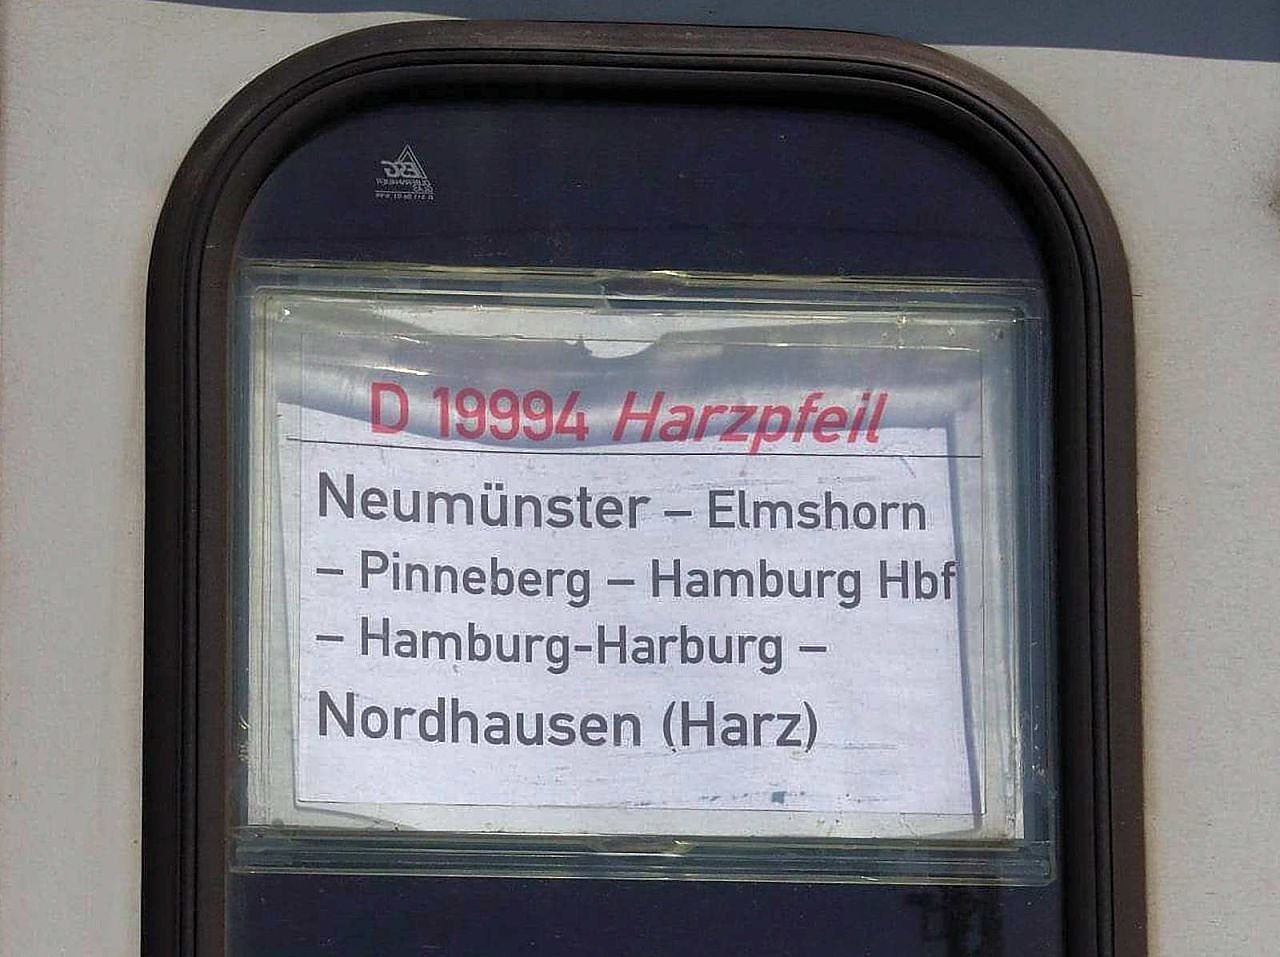 D 19994 Harzpfeil
Neumünster – Elmshorn
– Pinneberg – Hamburg Hbf
– Hamburg-Harburg –
Nordhausen (Harz)